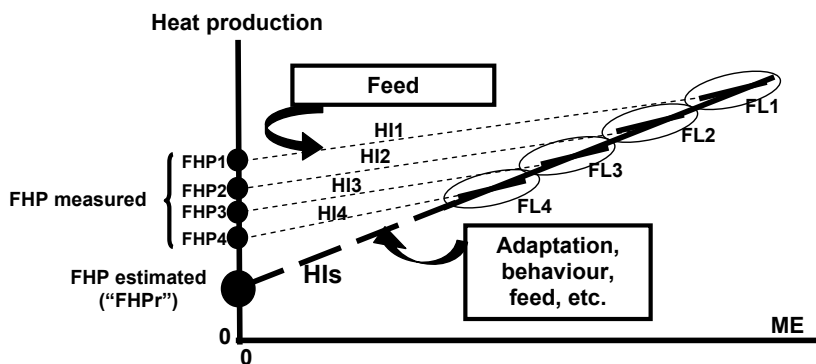 Heat production
Feed
FL1
HI1
FL2
HI2
FHP1
FL3
FHP measured
FHP2
HI3
FHP3
HI4
FL4
FHP4
Adaptation,
behaviour,
feed, etc.
FHP estimated
(“FHPr”)
HIs
ME
0
0